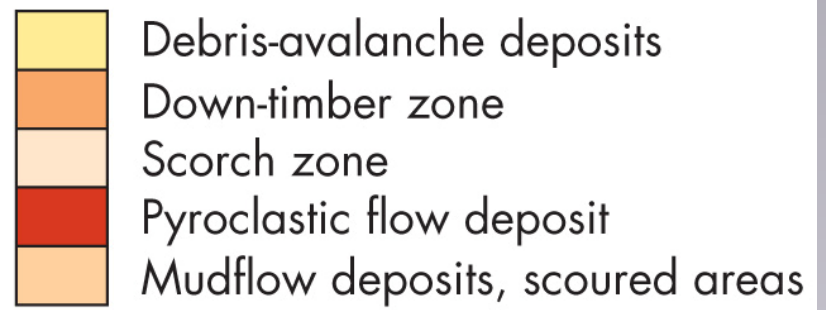 Debris-avalanche deposits
Down-timber zone
Scorch zone
Pyroclastic flow deposit
Mudflow deposits, scoured areas